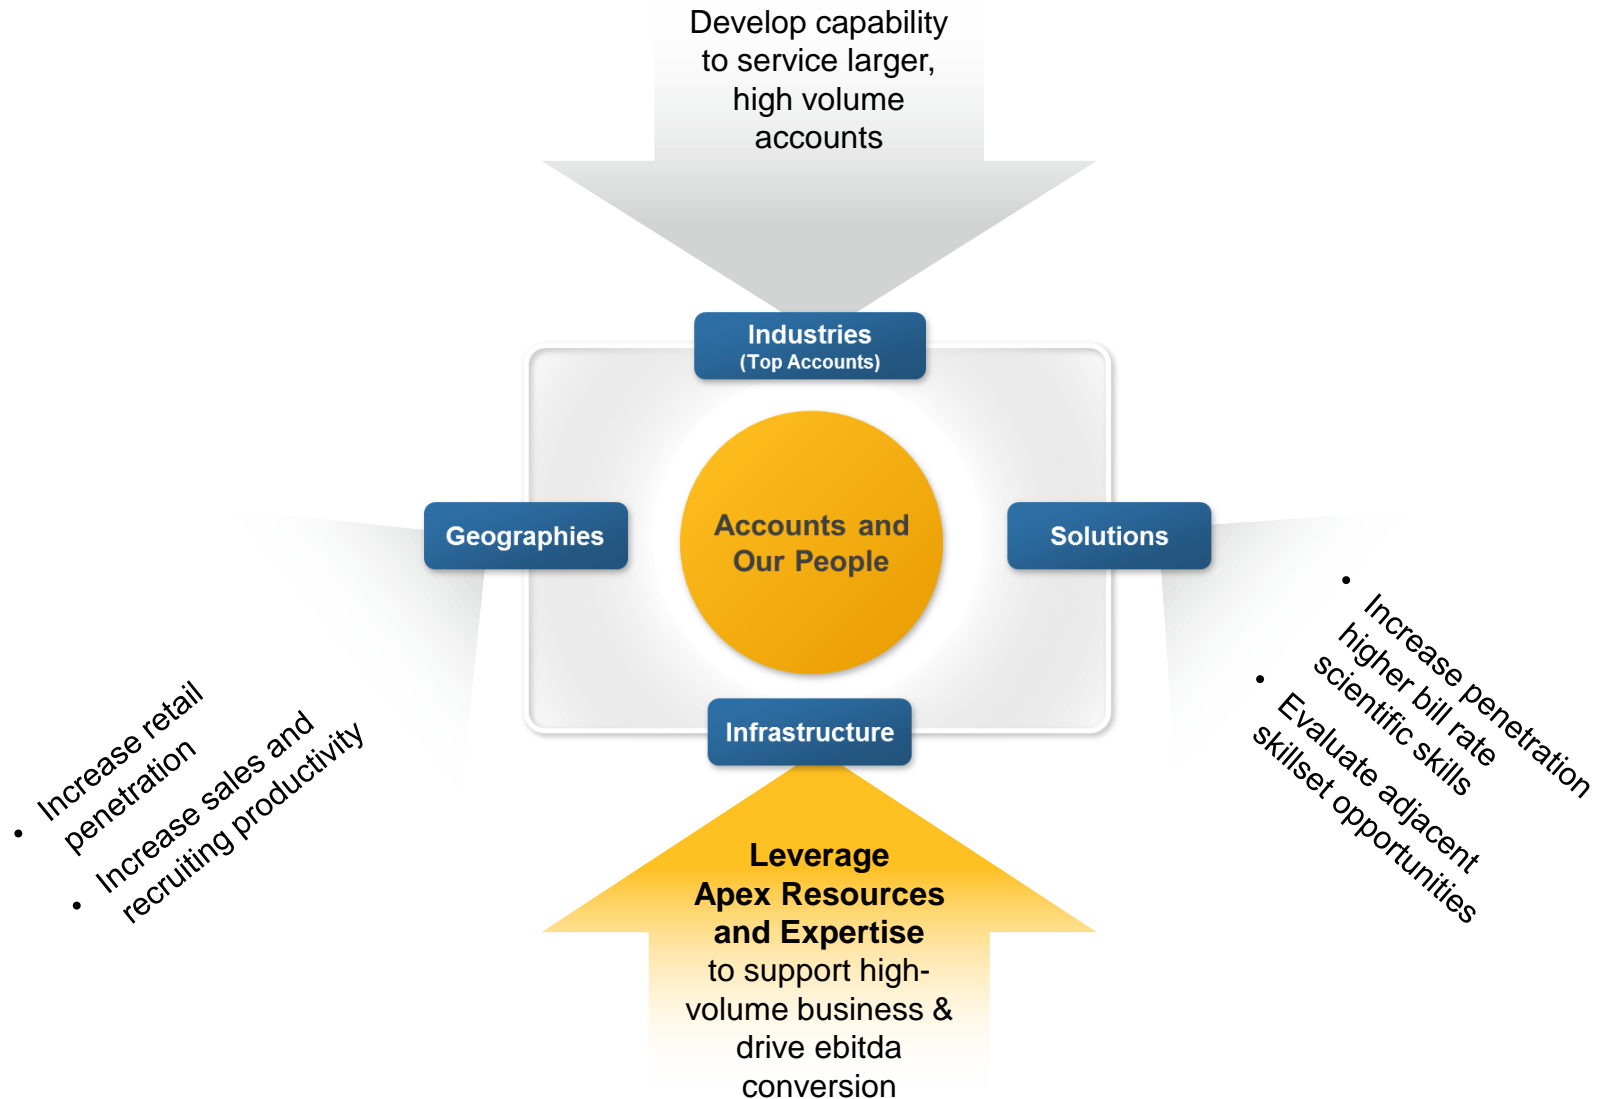 Develop capability
to service larger,
high volume
accounts
Industries
(Top Accounts)
Geographies
Accounts and
Our People
Solutions
• Increase retail
penetration
• Increase sales and
recruiting productivity
• Increase penetration
higher bill rate
scientific skills
• Evaluate adjacent
skillset opportunities
Infrastructure
Leverage
Apex Resources
and Expertise
to support high-
volume business &
drive ebitda
conversion